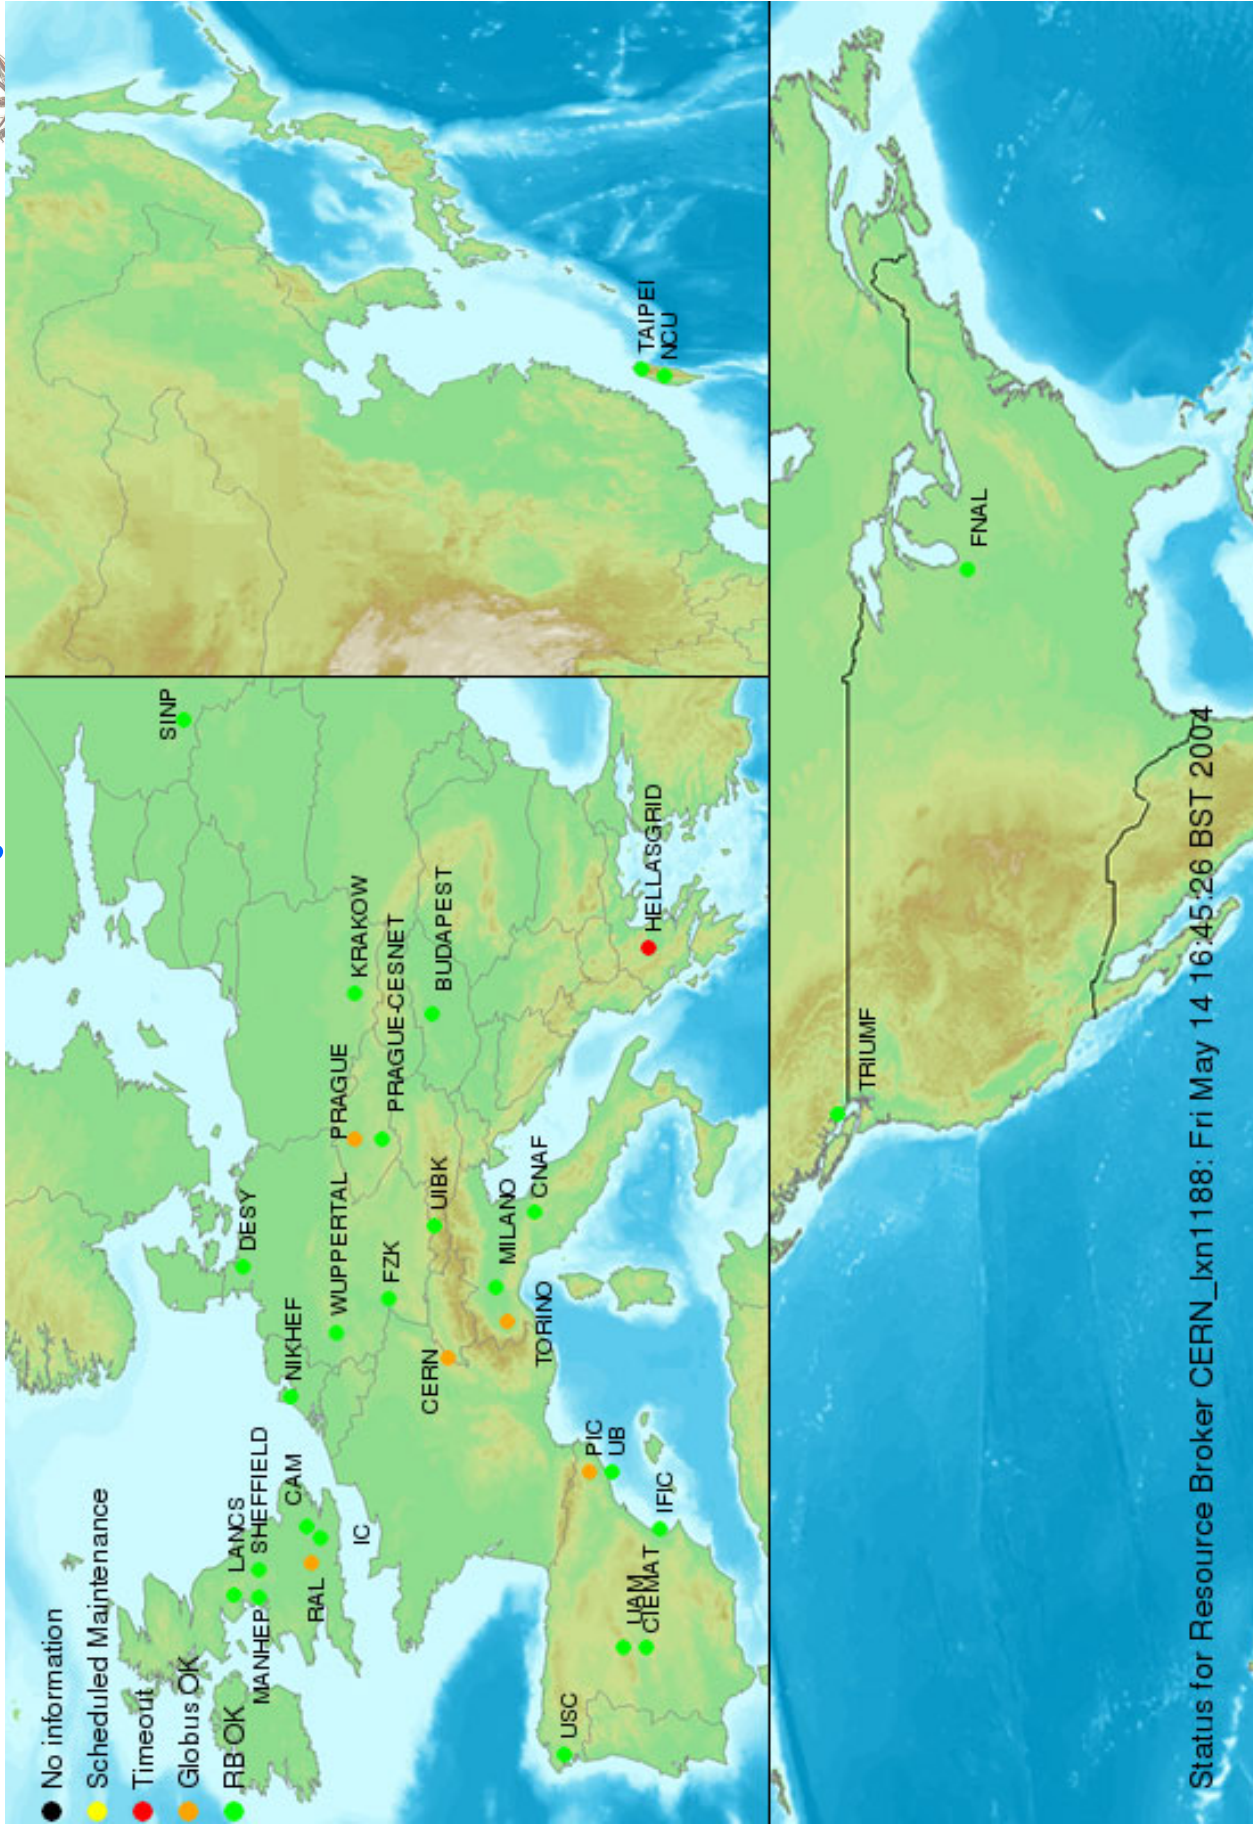 No information
Scheduled Maintenance
Timeout
Globus OK
RB OK
LANCS
MANHEP
SHEFFIELD
CAM
RAL
IC
NIKHEF
DESY
WUPPERTAL
FZK
PRAGUE
PRAGUE-CESNET
KRAKOW
BUDAPEST
SINP
CERN
UIBK
MILANO
TORINO
CNAF
HELLASGRID
PIC
UB
IFIC
UAM
CIEMAT
USC
TAIPEI
NCU
TRIUMF
FNAL
Status for Resource Broker CERN_lxn1188: Fri May 14 16:45:26 BST 2004